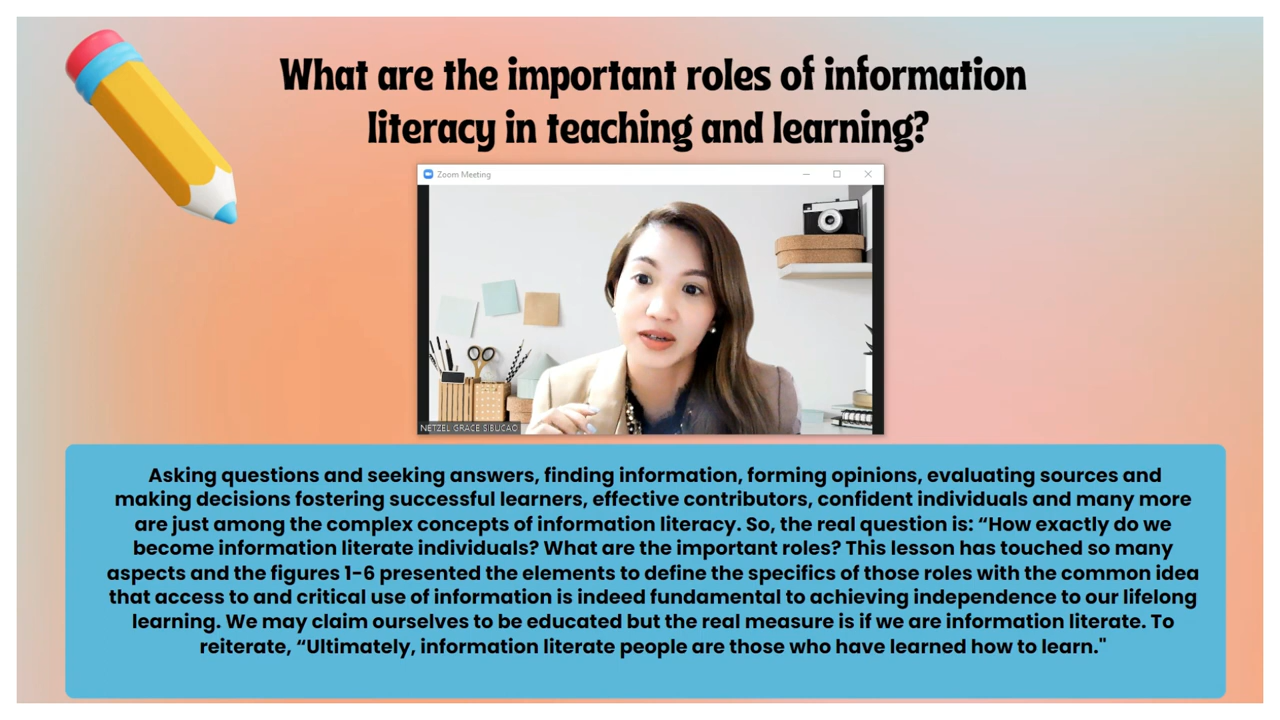 What are the important roles of information
literacy in teaching and learning?
Zoom Meeting
NETZEL GRACE SIBUCAO
Asking questions and seeking answers, finding information, forming opinions, evaluating sources and
making decisions fostering successful learners, effective contributors, confident individuals and many more
are just among the complex concepts of information literacy. So, the real question is: “How exactly do we
become information literate individuals? What are the important roles? This lesson has touched so many
aspects and the figures 1-6 presented the elements to define the specifics of those roles with the common idea
that access to and critical use of information is indeed fundamental to achieving independence to our lifelong
learning. We may claim ourselves to be educated but the real measure is if we are information literate. To
reiterate, “Ultimately, information literate people are those who have learned how to learn."